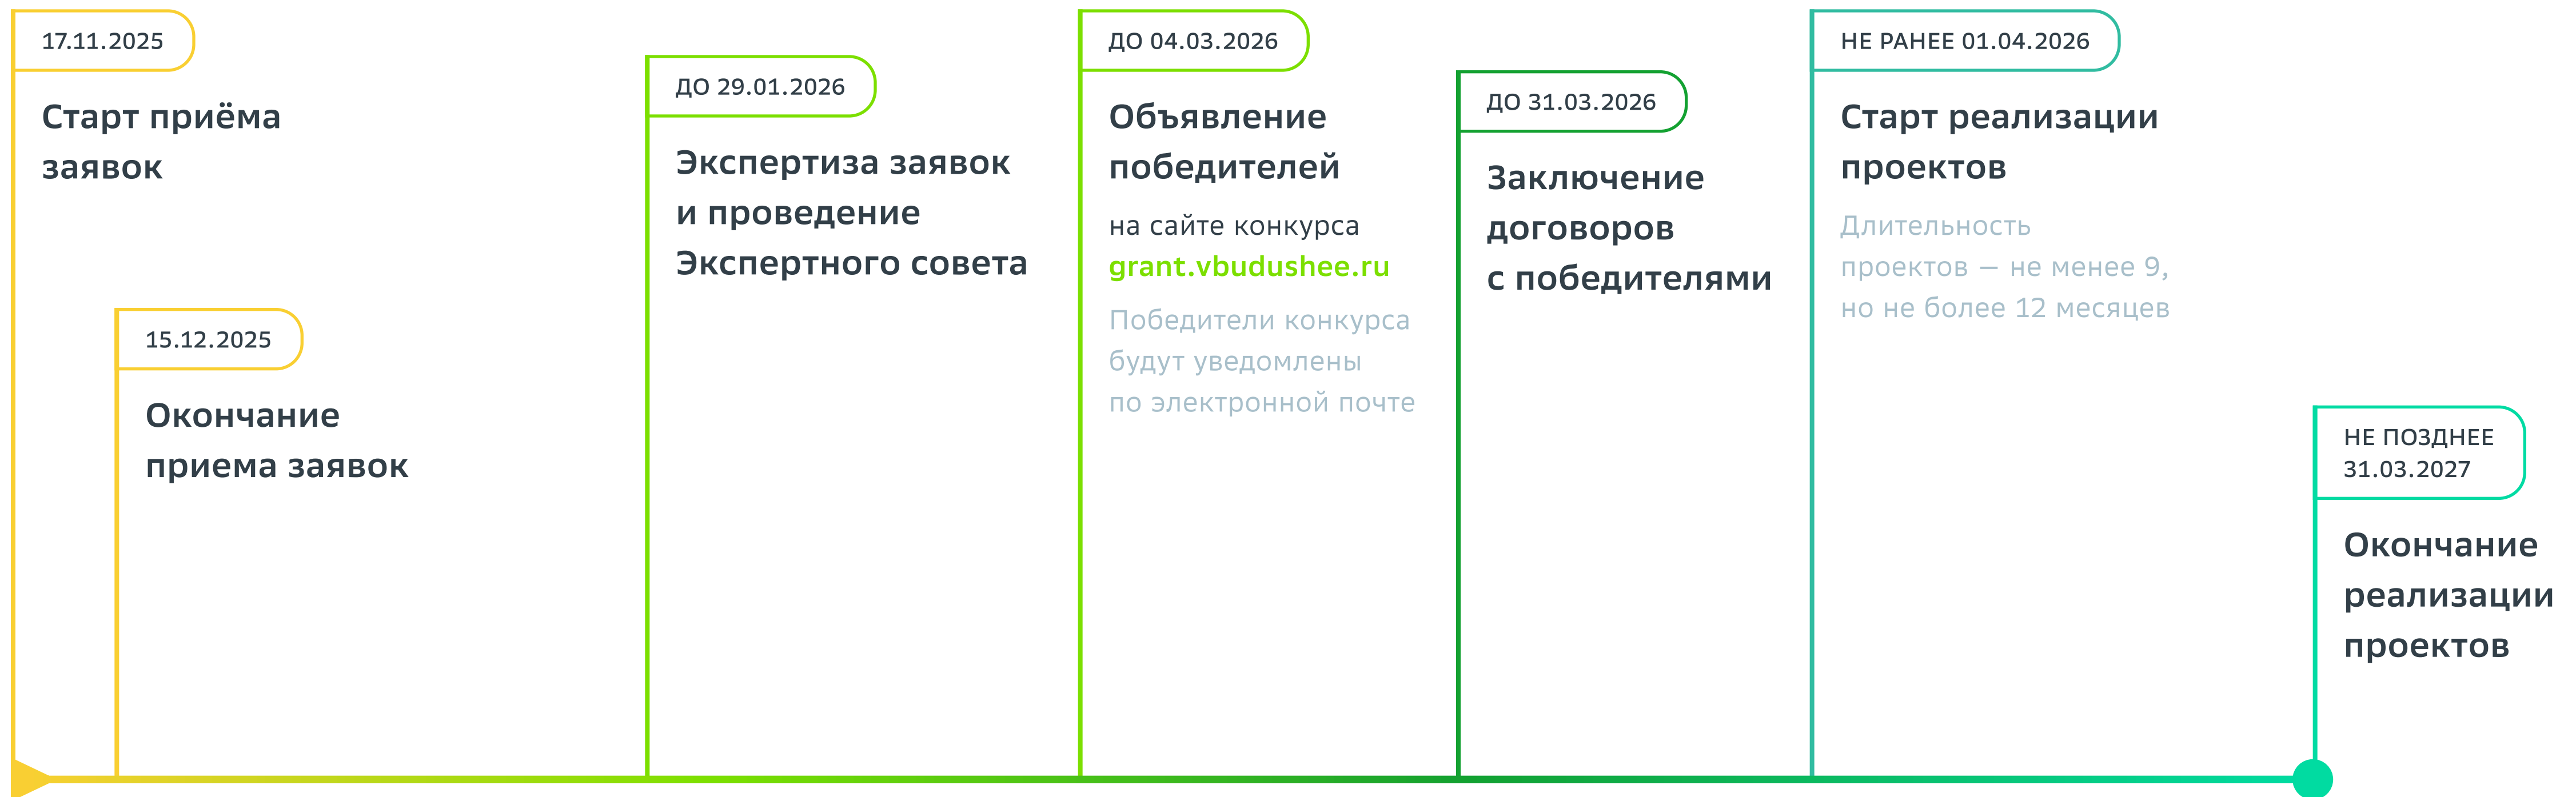 17.11.2025
Старт приёма
заявок
15.12.2025
Окончание
приема заявок
ДО 29.01.2026
Экспертиза заявок
и проведение
Экспертного совета
ДО 04.03.2026
Объявление
победителей
на сайте конкурса
grant.vbudushee.ru
Победители конкурса
будут уведомлены
по электронной почте
ДО 31.03.2026
Заключение
договоров
с победителями
НЕ РАНЕЕ 01.04.2026
Старт реализации
проектов
Длительность
проектов — не менее 9,
но не более 12 месяцев
НЕ ПОЗДНЕЕ
31.03.2027
Окончание
реализации
проектов